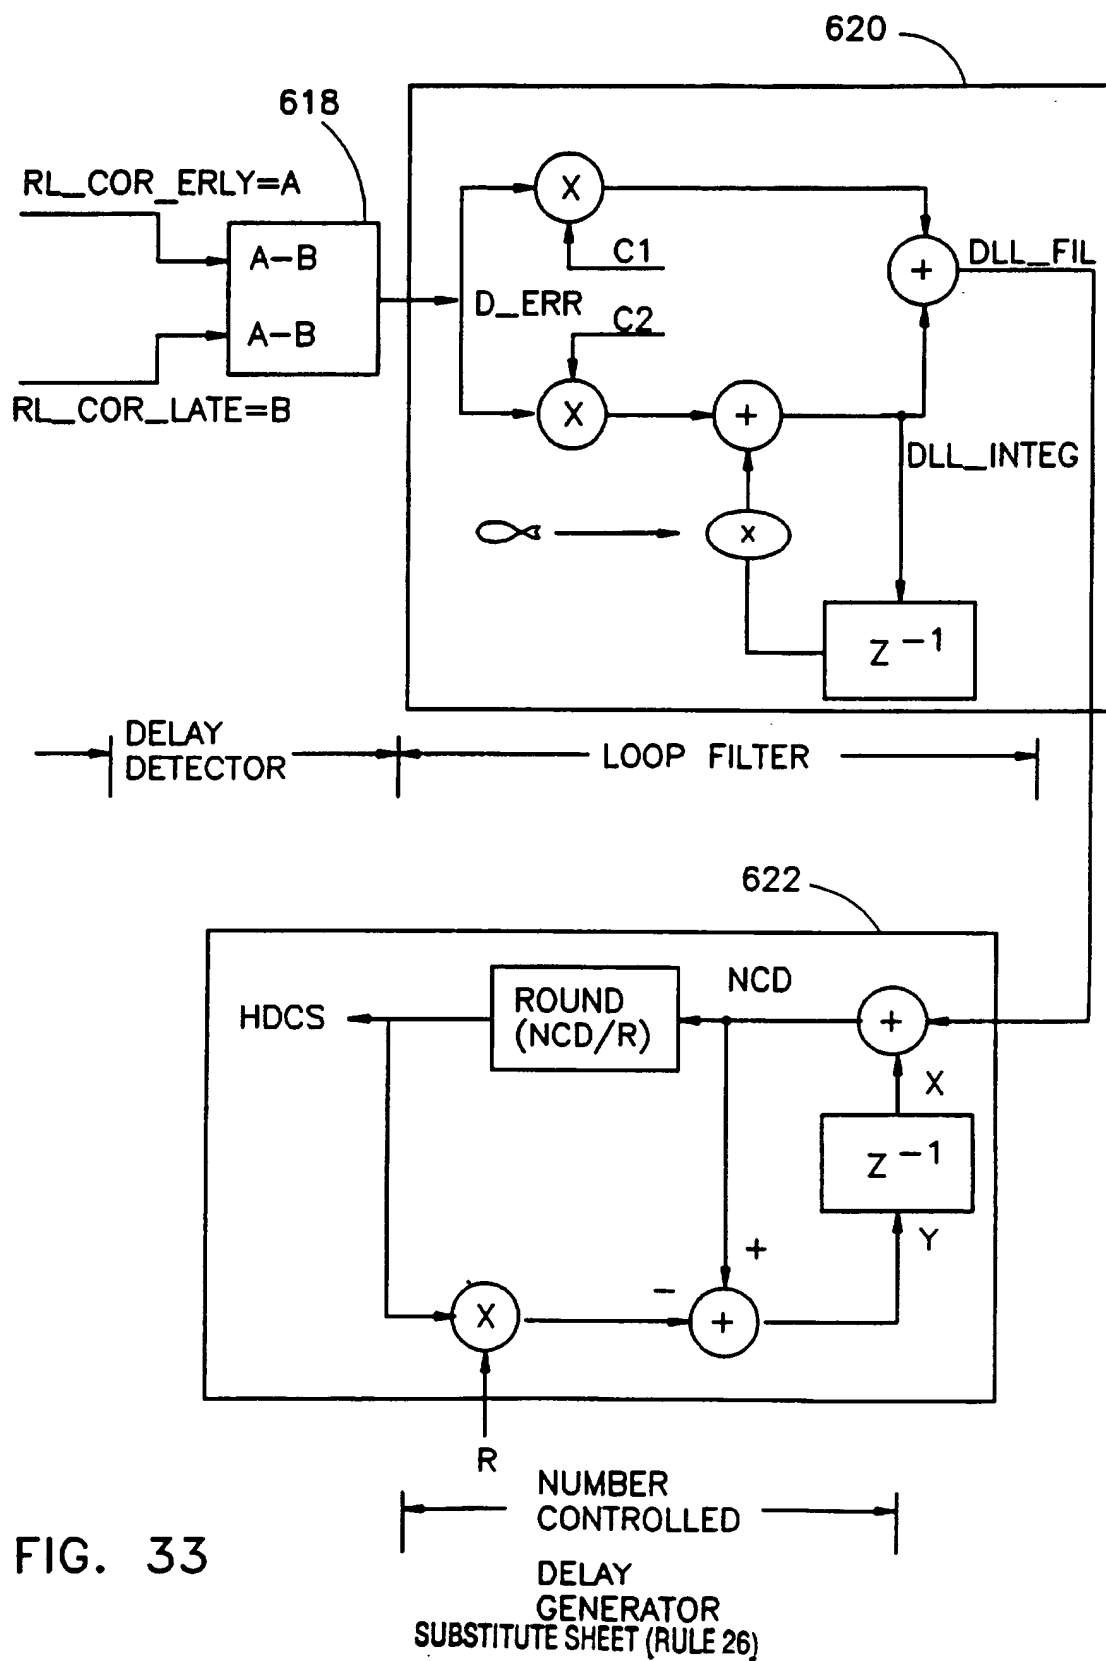 620
618
RL_COR_ERLY=A
X
A-B
C1
+
DLL_FIL
D_ERR
C2
A-B
RL_COR_LATE=B
X
+
DLL_INTEG
∝
x
Z⁻¹
DELAY
DETECTOR
LOOP FILTER
622
HDCS
ROUND
(NCD/R)
NCD
+
X
Z⁻¹
Y
+
-
X
+
R
NUMBER
CONTROLLED
FIG. 33
DELAY
GENERATOR
SUBSTITUTE SHEET (RULE 26)